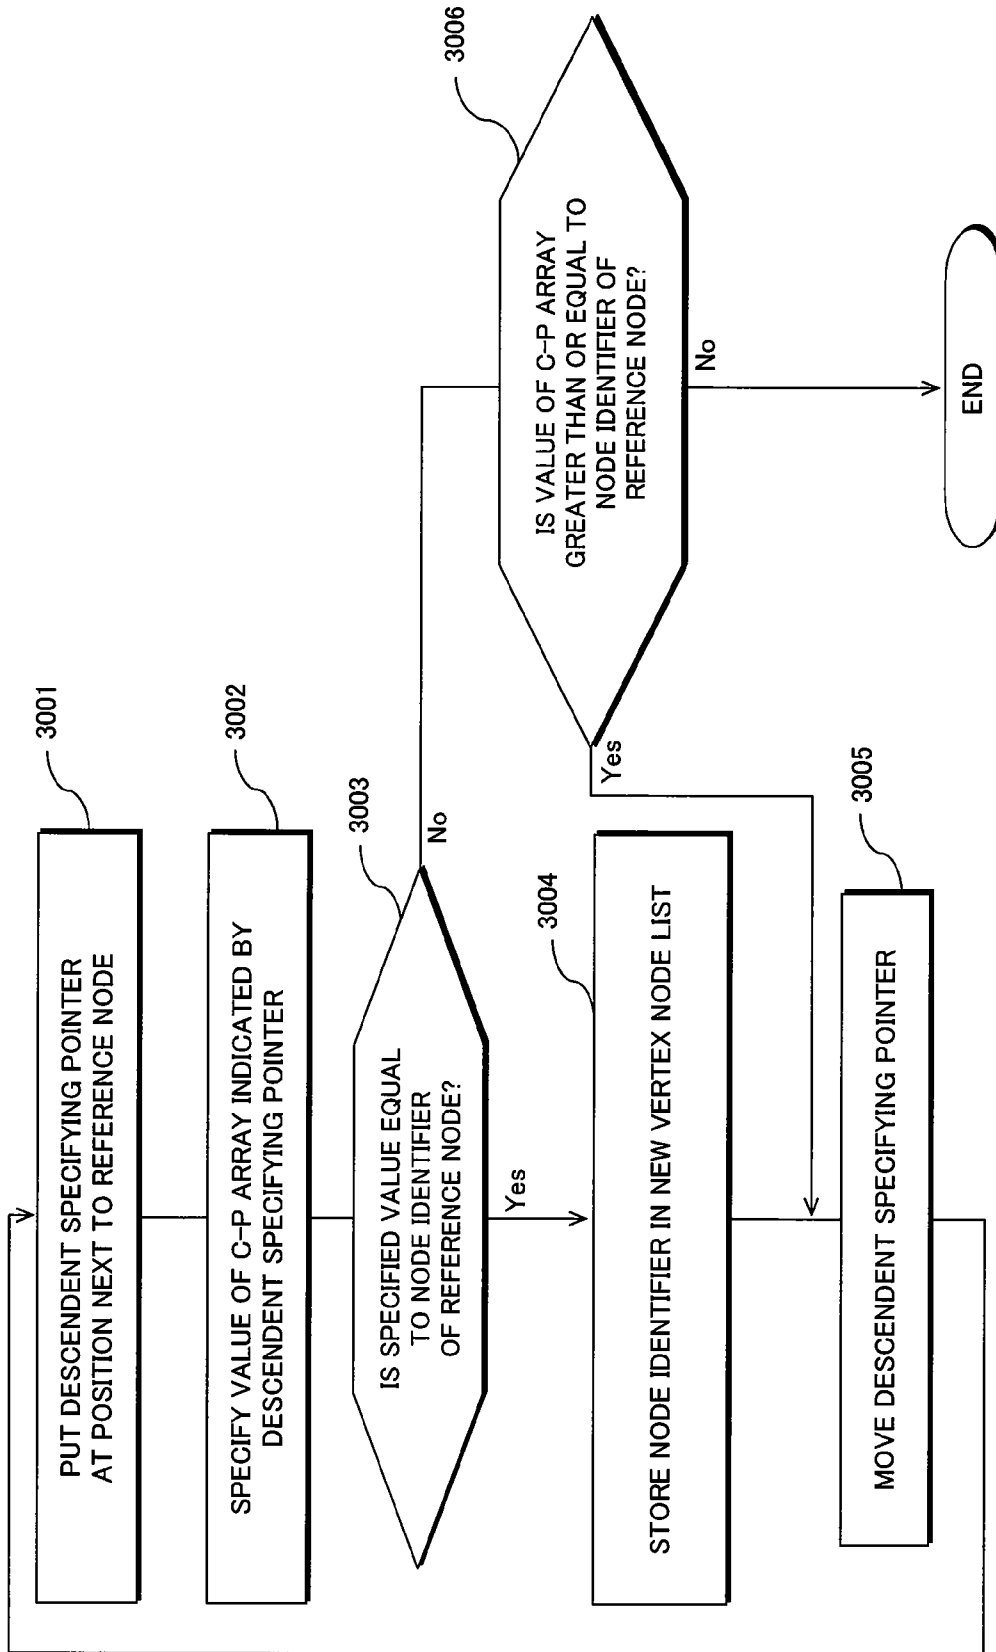 3001
PUT DESCENDENT SPECIFYING POINTER
AT POSITION NEXT TO REFERENCE NODE
3002
SPECIFY VALUE OF C-P ARRAY INDICATED BY
DESCENDENT SPECIFYING POINTER
3003
IS SPECIFIED VALUE EQUAL
TO NODE IDENTIFIER
OF REFERENCE NODE?
No
Yes
3004
STORE NODE IDENTIFIER IN NEW VERTEX NODE LIST
3005
MOVE DESCENDENT SPECIFYING POINTER
3006
IS VALUE OF C-P ARRAY
GREATER THAN OR EQUAL TO
NODE IDENTIFIER OF
REFERENCE NODE?
Yes
No
END